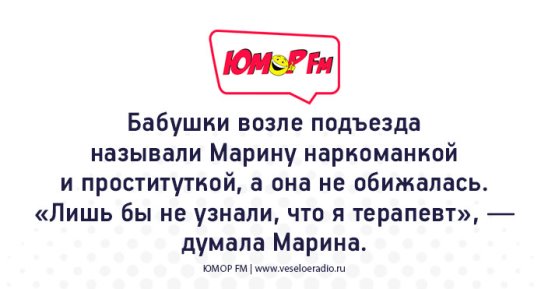 ЮМОР FM
Бабушки возле подъезда
называли Марину наркоманкой
и проституткой, а она не обижалась.
«Лишь бы не узнали, что я терапевт», —
думала Марина.
ЮМОР FM | www.veseloeradio.ru